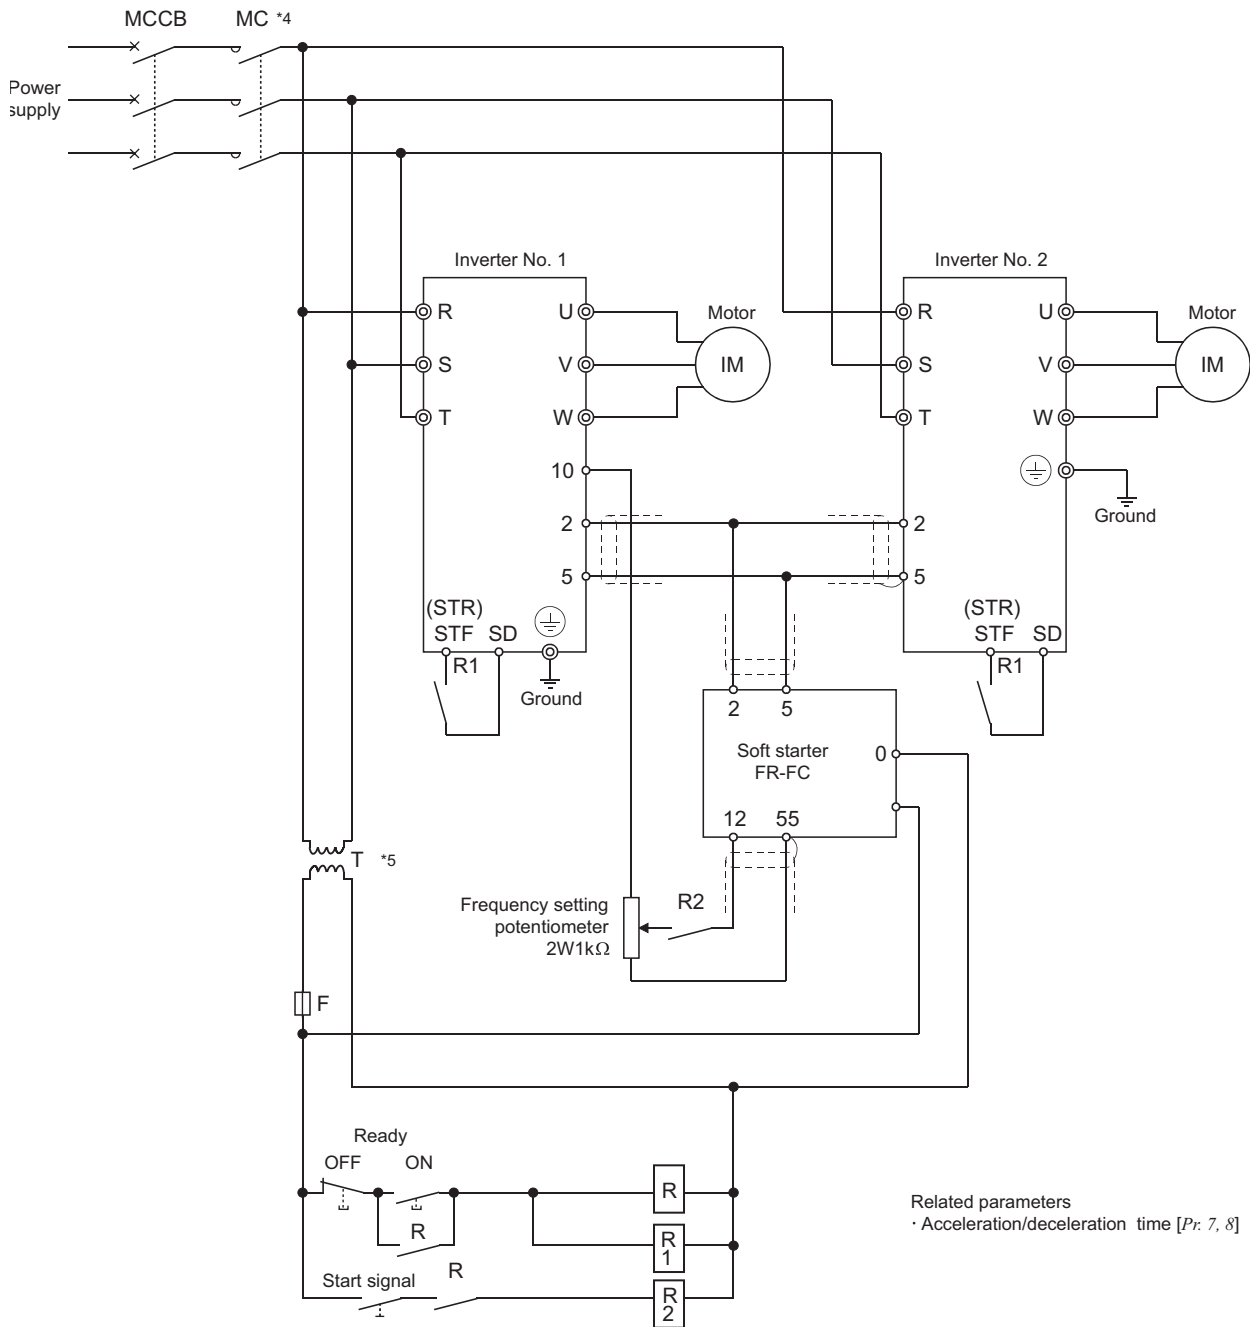 MCCB MC *4
Power
supply
Inverter No. 1 Inverter No. 2
R U Motor R U Motor
S V IM S V IM
T W T W
10
2 2 Ground
5 5
(STR) (STR)
STF SD STF SD
R1 R1
Ground
2 5
Soft starter 0
FR-FC
12 55
T *5
Frequency setting R2
potentiometer
2W1kΩ
F
Ready
OFF ON
R
R R
1
Related parameters
· Acceleration/deceleration time [Pr. 7, 8]
Start signal R R
2